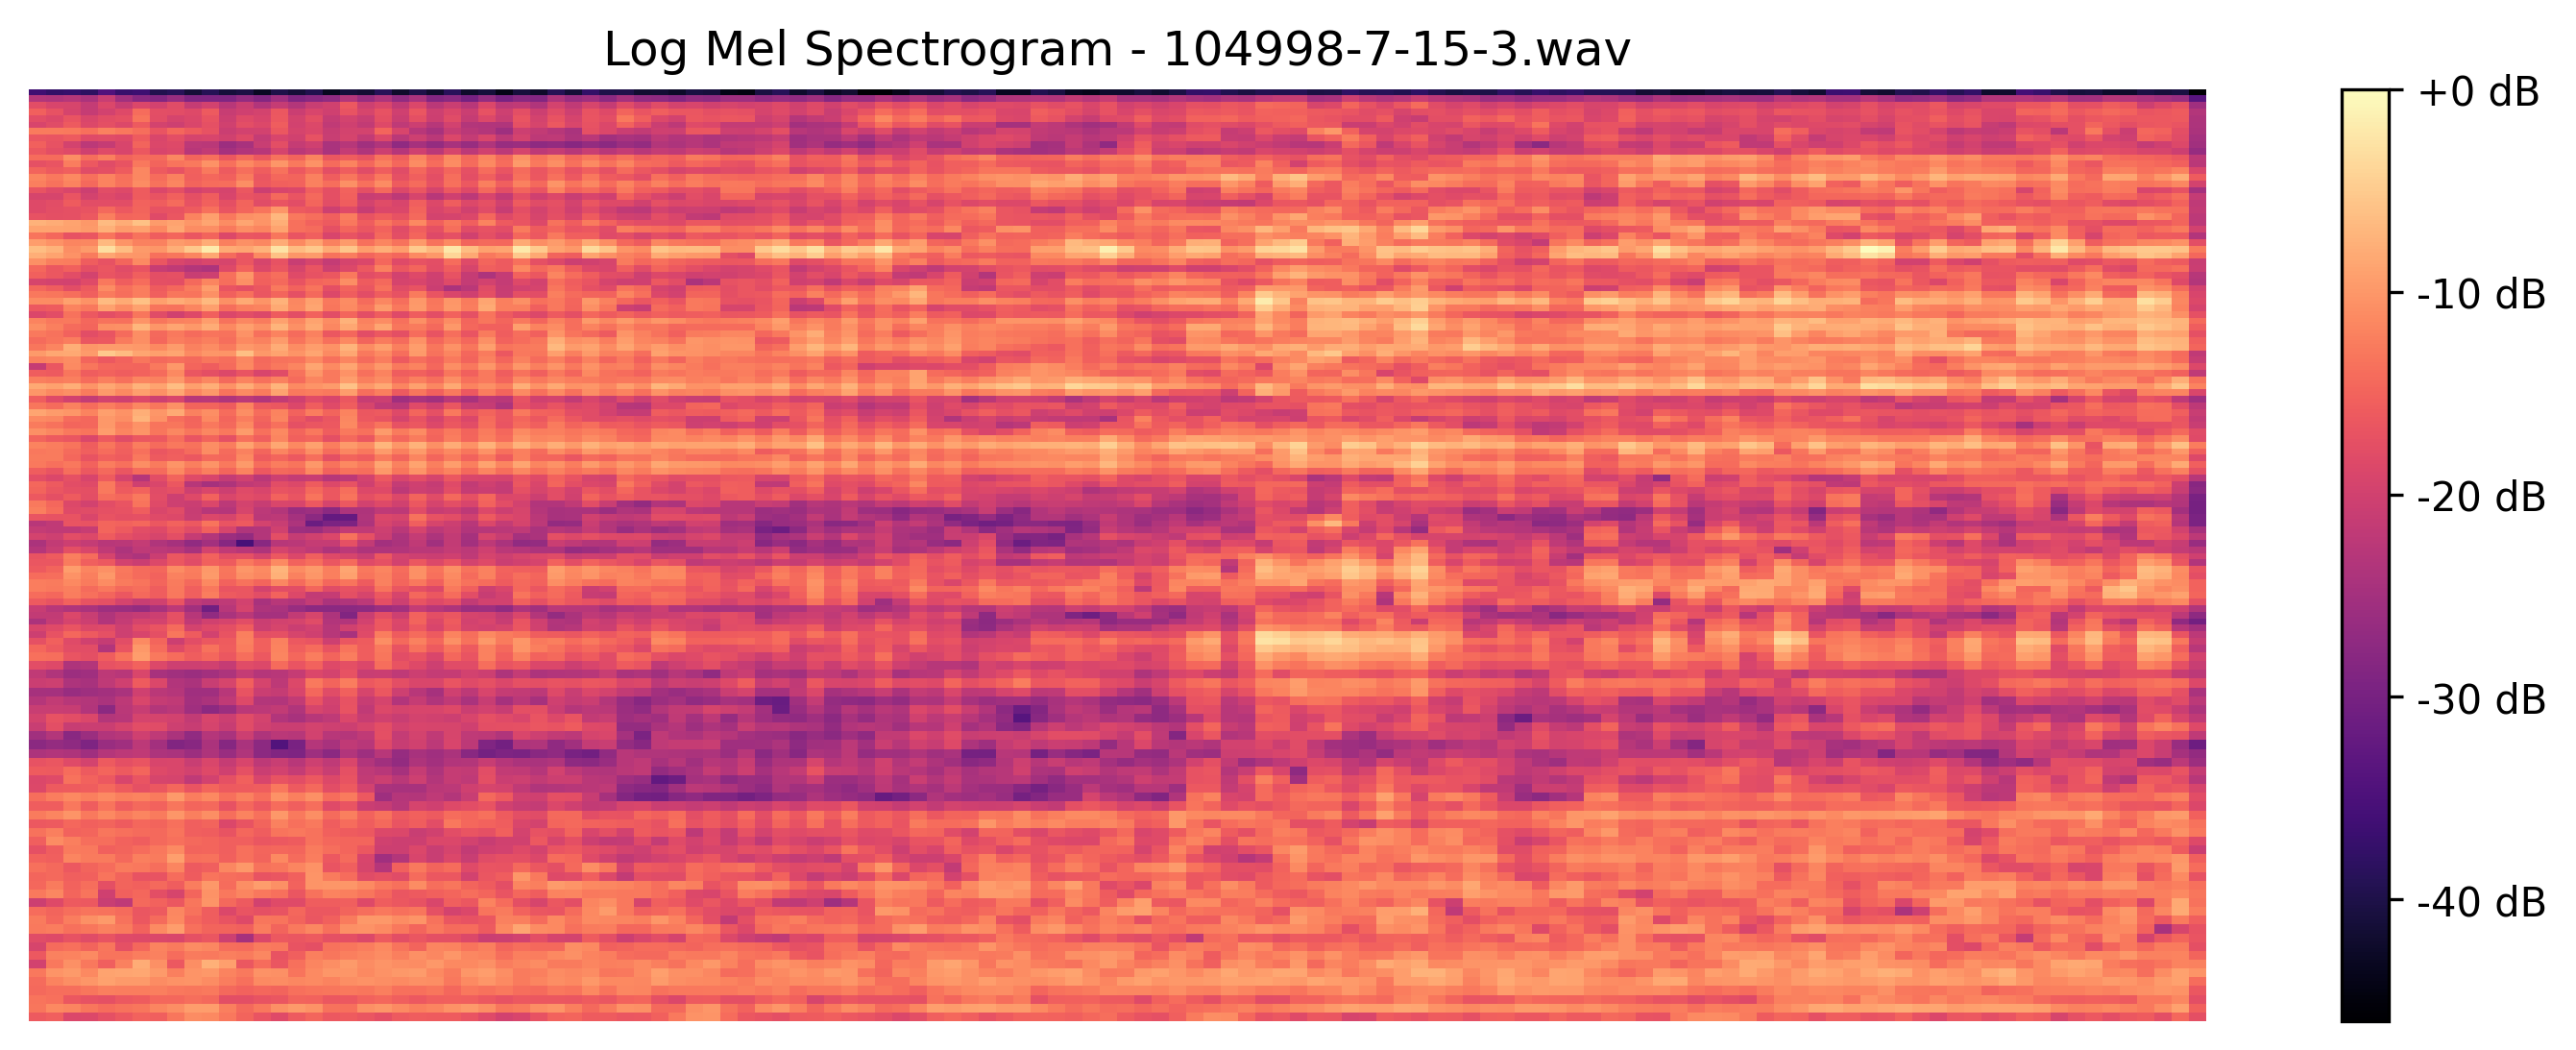 Log Mel Spectrogram - 104998-7-15-3.wav
+0 dB
-10 dB
-20 dB
-30 dB
-40 dB